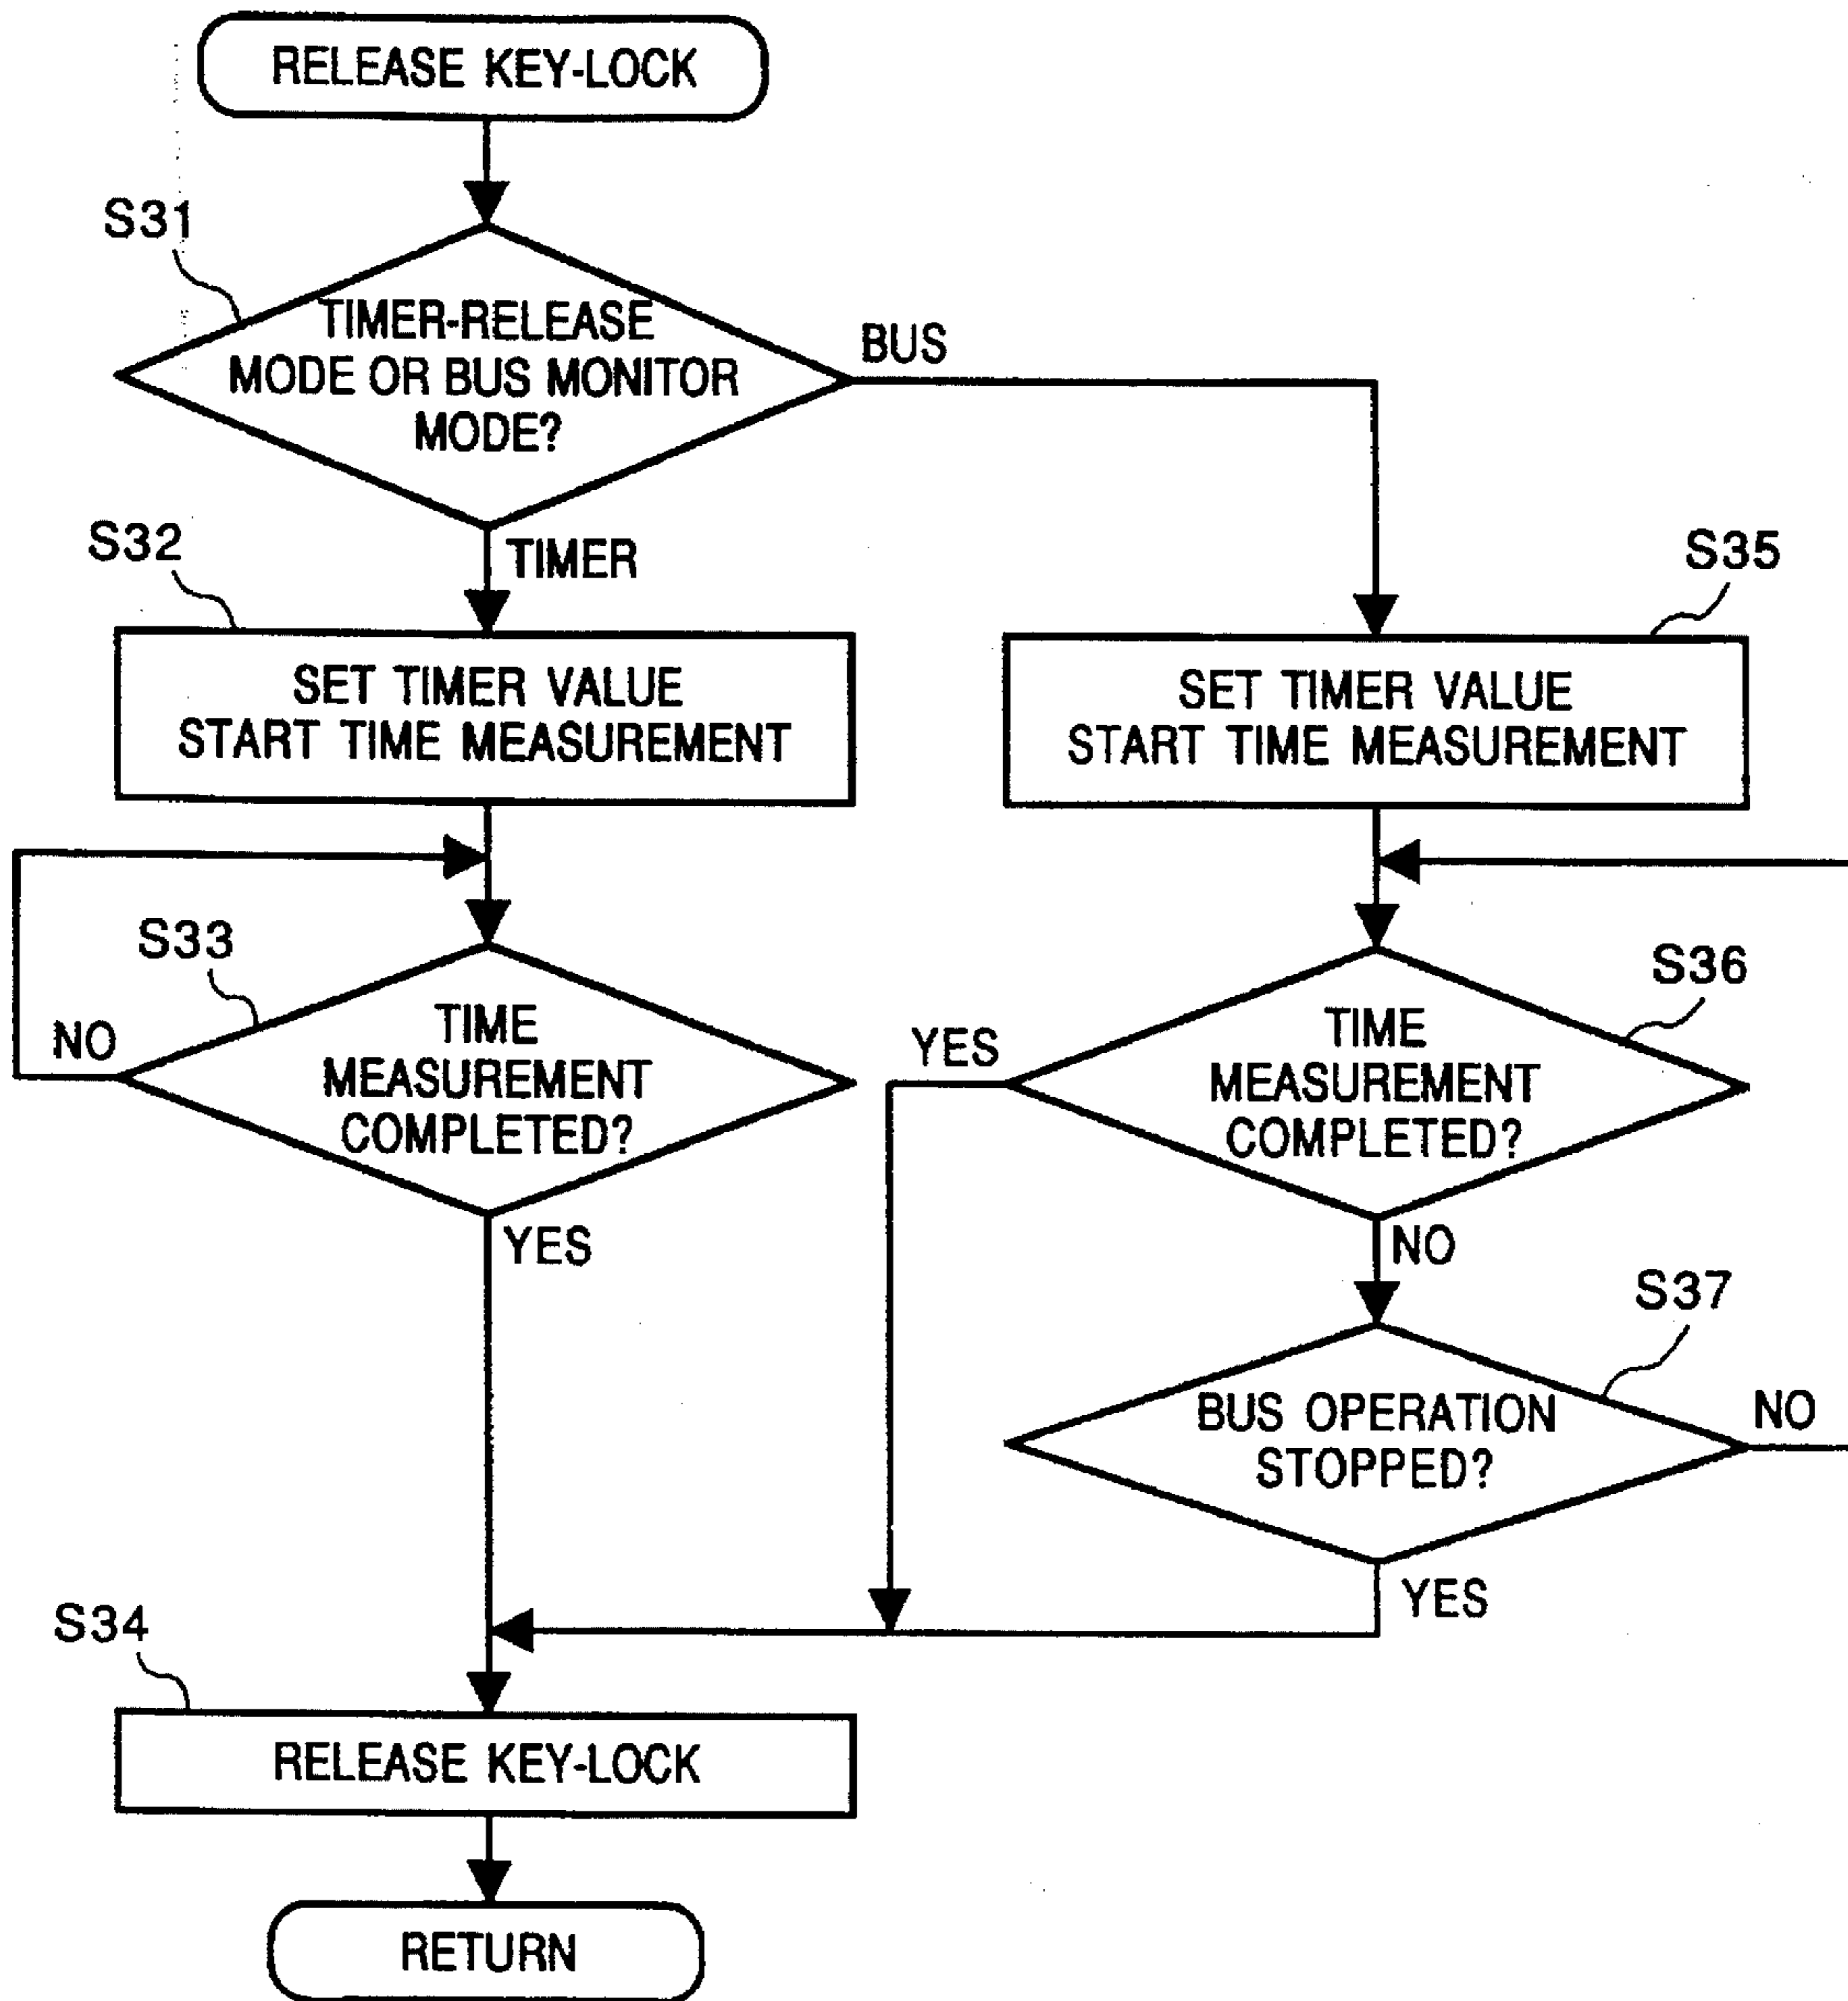 RELEASE KEY-LOCK
S31
TIMER-RELEASE
MODE OR BUS MONITOR
MODE?
BUS
TIMER
S32
SET TIMER VALUE
START TIME MEASUREMENT
S35
SET TIMER VALUE
START TIME MEASUREMENT
S33
TIME
MEASUREMENT
COMPLETED?
NO
YES
S36
TIME
MEASUREMENT
COMPLETED?
YES
NO
S37
BUS OPERATION
STOPPED?
NO
YES
S34
RELEASE KEY-LOCK
RETURN